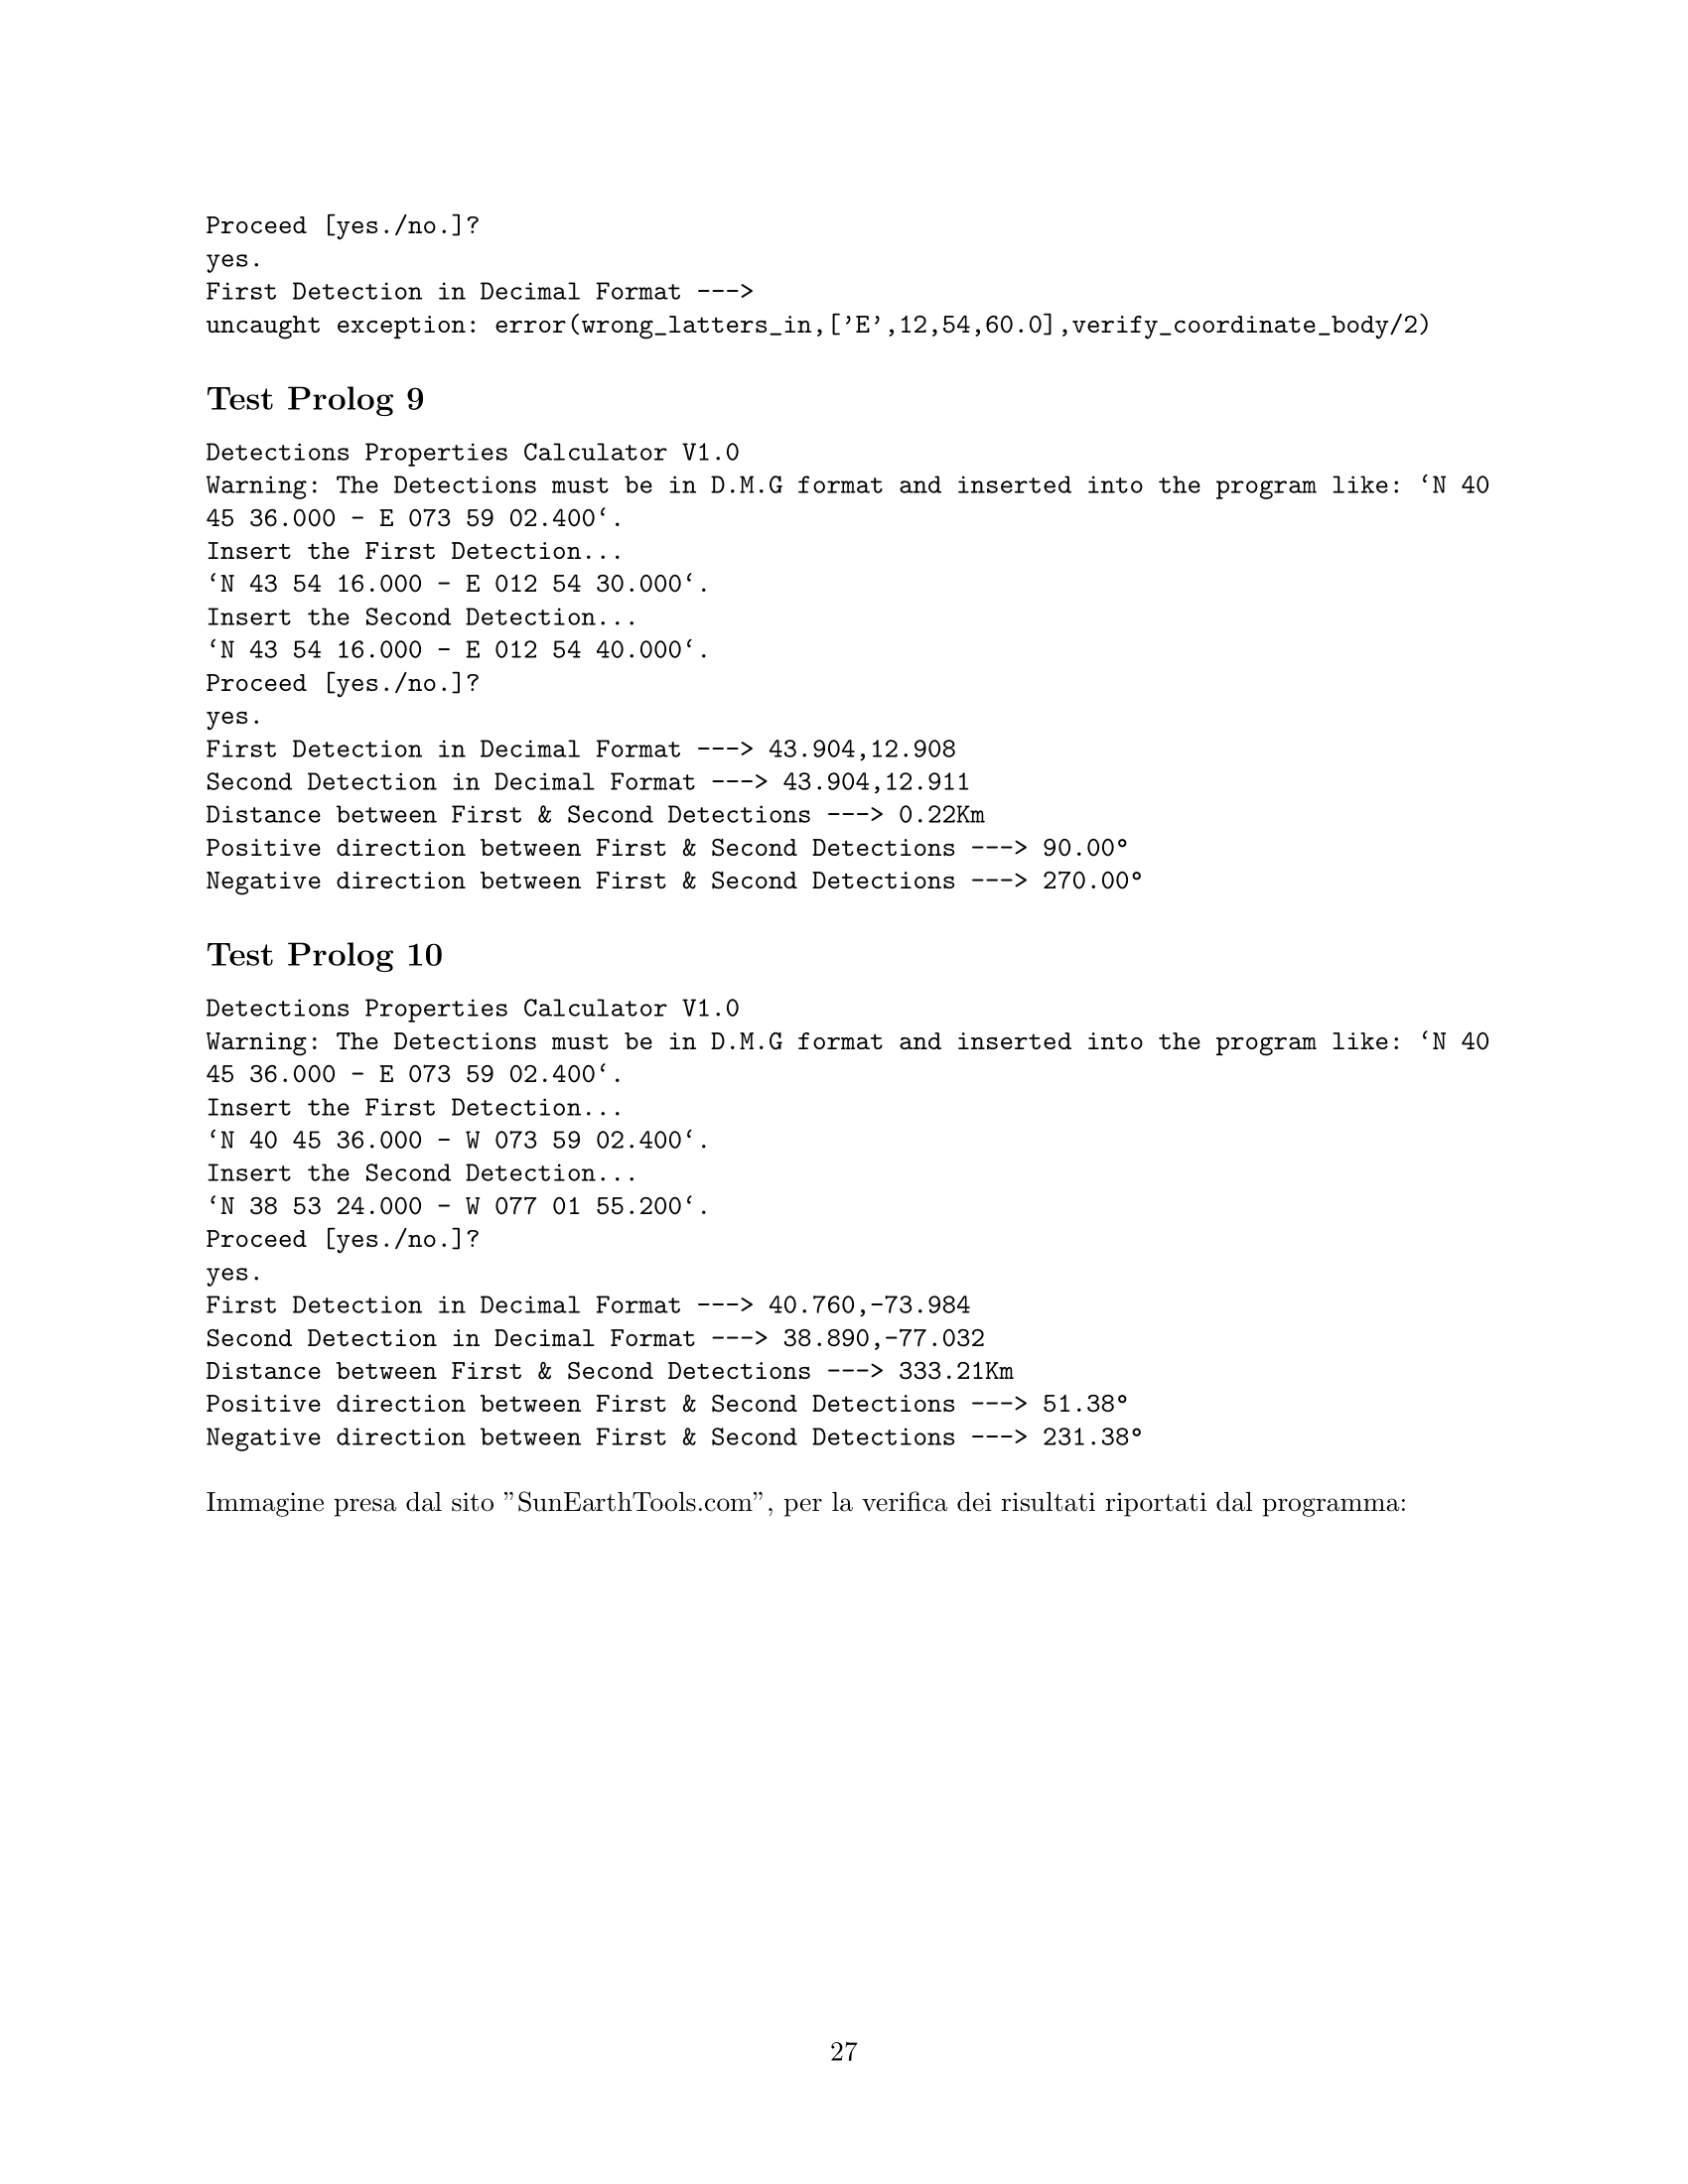 Proceed [yes./no.]?
yes.
First Detection in Decimal Format --->
uncaught exception: error(wrong_latters_in,['E',12,54,60.0],verify_coordinate_body/2)
Test Prolog 9
Detections Properties Calculator V1.0
Warning: The Detections must be in D.M.G format and inserted into the program like: ‘N 40
45 36.000 - E 073 59 02.400‘.
Insert the First Detection...
‘N 43 54 16.000 - E 012 54 30.000‘.
Insert the Second Detection...
‘N 43 54 16.000 - E 012 54 40.000‘.
Proceed [yes./no.]?
yes.
First Detection in Decimal Format ---> 43.904,12.908
Second Detection in Decimal Format ---> 43.904,12.911
Distance between First & Second Detections ---> 0.22Km
Positive direction between First & Second Detections ---> 90.00°
Negative direction between First & Second Detections ---> 270.00°
Test Prolog 10
Detections Properties Calculator V1.0
Warning: The Detections must be in D.M.G format and inserted into the program like: ‘N 40
45 36.000 - E 073 59 02.400‘.
Insert the First Detection...
‘N 40 45 36.000 - W 073 59 02.400‘.
Insert the Second Detection...
‘N 38 53 24.000 - W 077 01 55.200‘.
Proceed [yes./no.]?
yes.
First Detection in Decimal Format ---> 40.760,-73.984
Second Detection in Decimal Format ---> 38.890,-77.032
Distance between First & Second Detections ---> 333.21Km
Positive direction between First & Second Detections ---> 51.38°
Negative direction between First & Second Detections ---> 231.38°
Immagine presa dal sito ”SunEarthTools.com”, per la verifica dei risultati riportati dal programma:
27